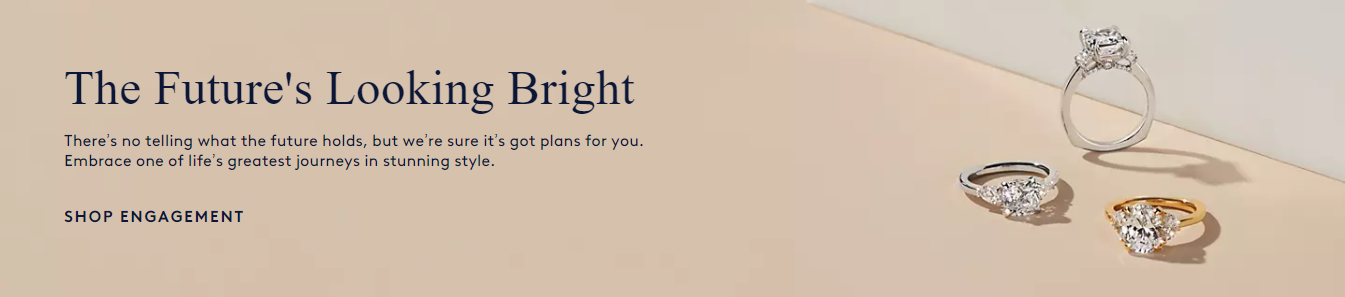 The Future's Looking Bright
There's no telling what the future holds, but we're sure it's got plans for you.
Embrace one of life's greatest journeys in stunning style.
SHOP ENGAGEMENT